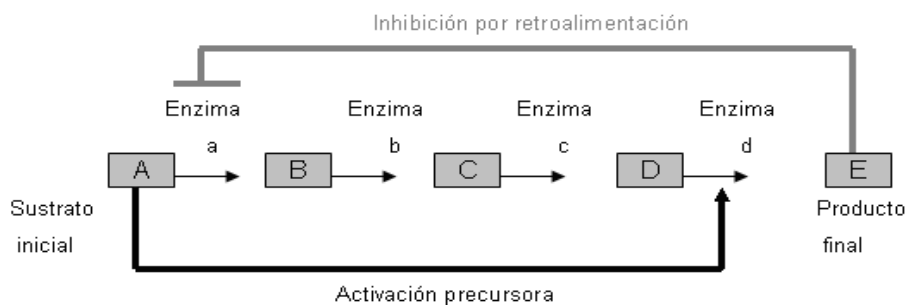 Inhibición por retroalimentación
Enzima Enzima Enzima Enzima
a b c d
A B C D E
Sustrato Producto
inicial final
Activación precursora